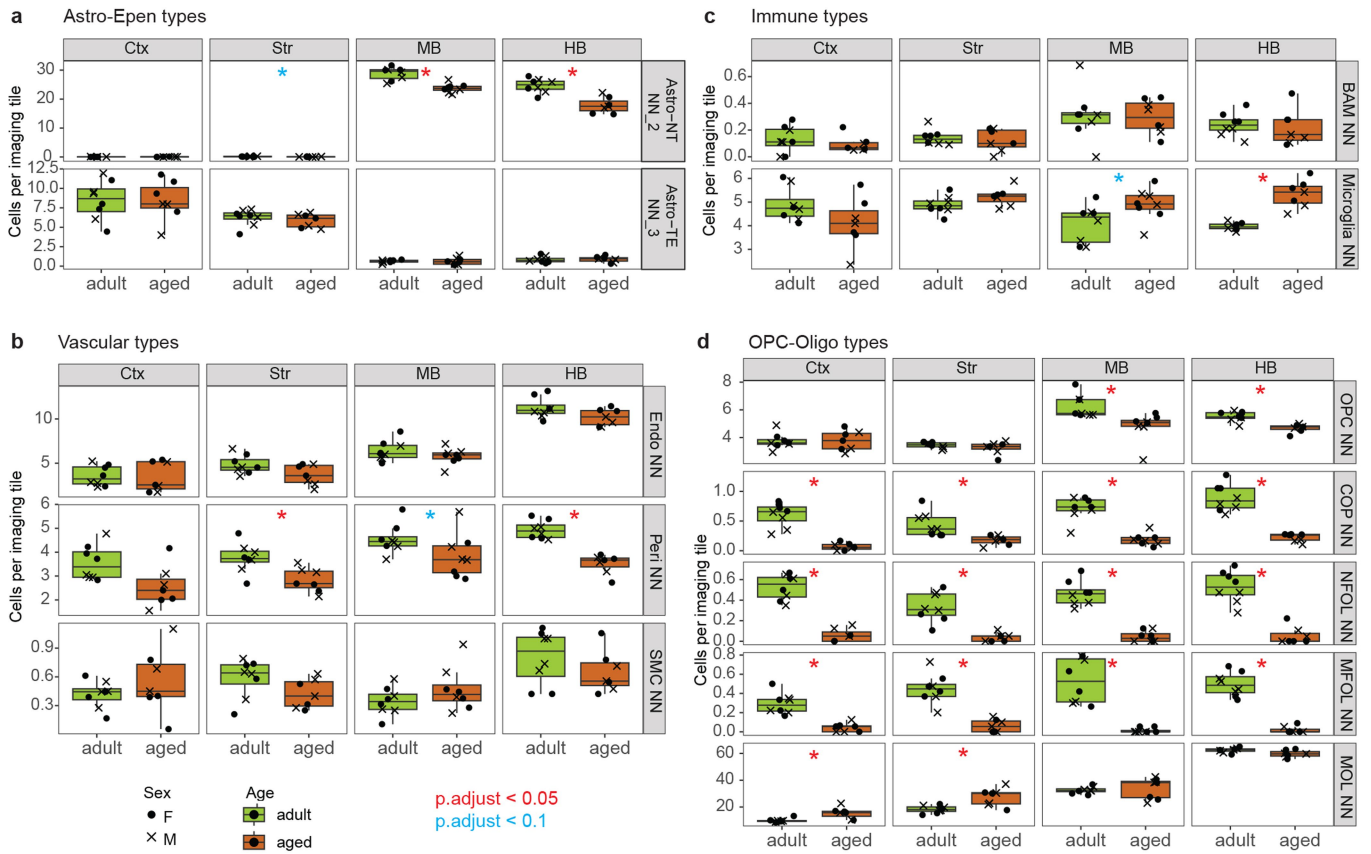 a Astro-Epen types
Ctx Str MB HB
Cells per imaging tile
30
20
10
0
* * *
Astro−NT
NN_2
12.5
10.0
7.5
5.0
2.5
0.0
Astro−TE
NN_3
adult aged adult aged adult aged adult aged
c Immune types
Ctx Str MB HB
Cells per imaging tile
0.6
0.4
0.2
0.0
BAM NN
6
5
4
3
* *
Microglia NN
adult aged adult aged adult aged adult aged
b Vascular types
Ctx Str MB HB
Cells per imaging tile
10
5
Endo NN
6
5
4
3
2
* * *
Peri NN
0.9
0.6
0.3
SMC NN
adult aged adult aged adult aged adult aged
Sex
F
M
Age
adult
aged
p.adjust < 0.05
p.adjust < 0.1
d OPC-Oligo types
Ctx Str MB HB
Cells per imaging tile
8
6
4
* *
OPC NN
1.0
0.5
0.0
* * * *
COP NN
0.6
0.4
0.2
0.0
* * * *
NFOL NN
0.8
0.6
0.4
0.2
0.0
* * * *
MFOL NN
60
40
20
* *
MOL NN
adult aged adult aged adult aged adult aged